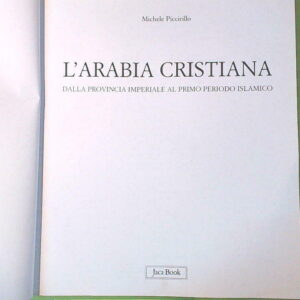 Michele Piccirillo
L'ARABIA CRISTIANA
DALLA PROVINCIA IMPERIALE AL PRIMO PERIODO ISLAMICO
Jaca Book